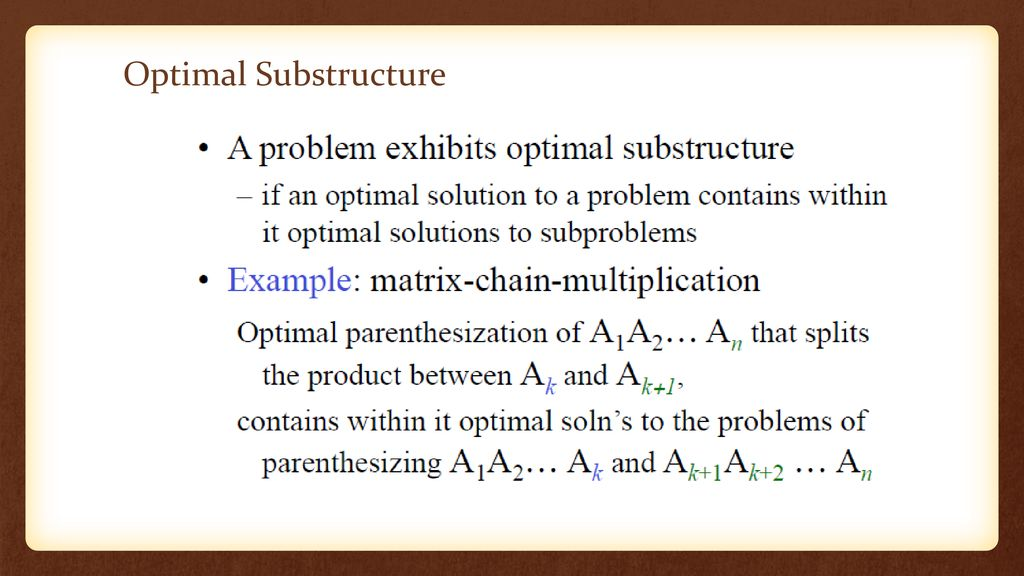 Optimal Substructure
• A problem exhibits optimal substructure
– if an optimal solution to a problem contains within
it optimal solutions to subproblems
• Example: matrix-chain-multiplication
Optimal parenthesization of A₁A₂… Aₙ that splits
the product between Aₖ and Aₖ₊₁,
contains within it optimal soln’s to the problems of
parenthesizing A₁A₂… Aₖ and Aₖ₊₁Aₖ₊₂ … Aₙ